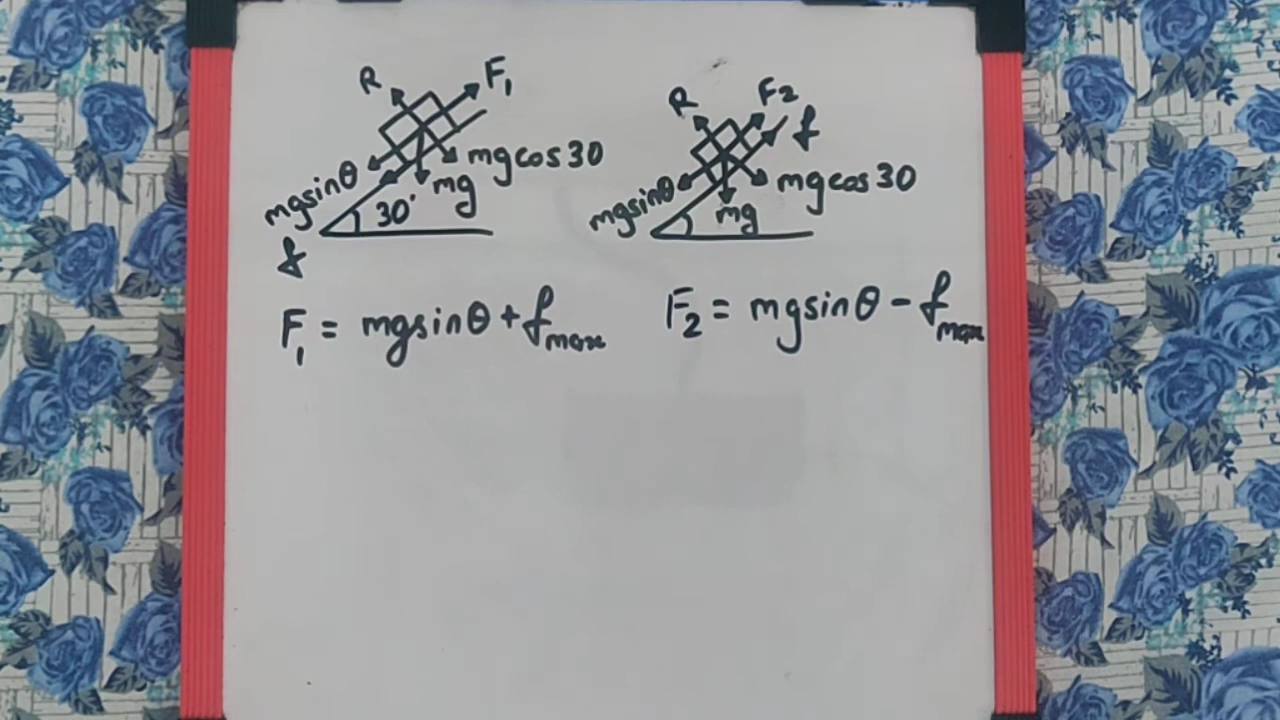 R F₁
mgsinθ mgcos30
mg
30°
f
F₁ = mgsinθ + fmax
R F2
f
mgsinθ mgcos30
mg
F₂ = mgsinθ - fmax